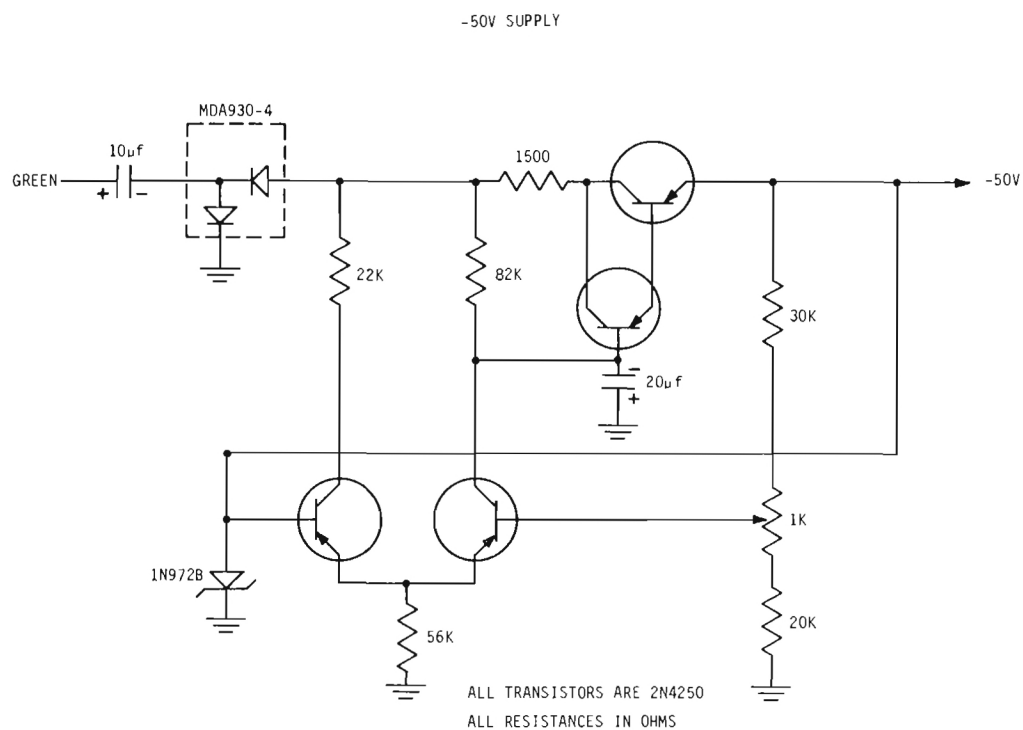 -50V SUPPLY
MDA930-4
10µf
GREEN
+ -
1500
-50V
22K
82K
30K
-
20µf
+
1K
1N972B
20K
56K
ALL TRANSISTORS ARE 2N4250
ALL RESISTANCES IN OHMS